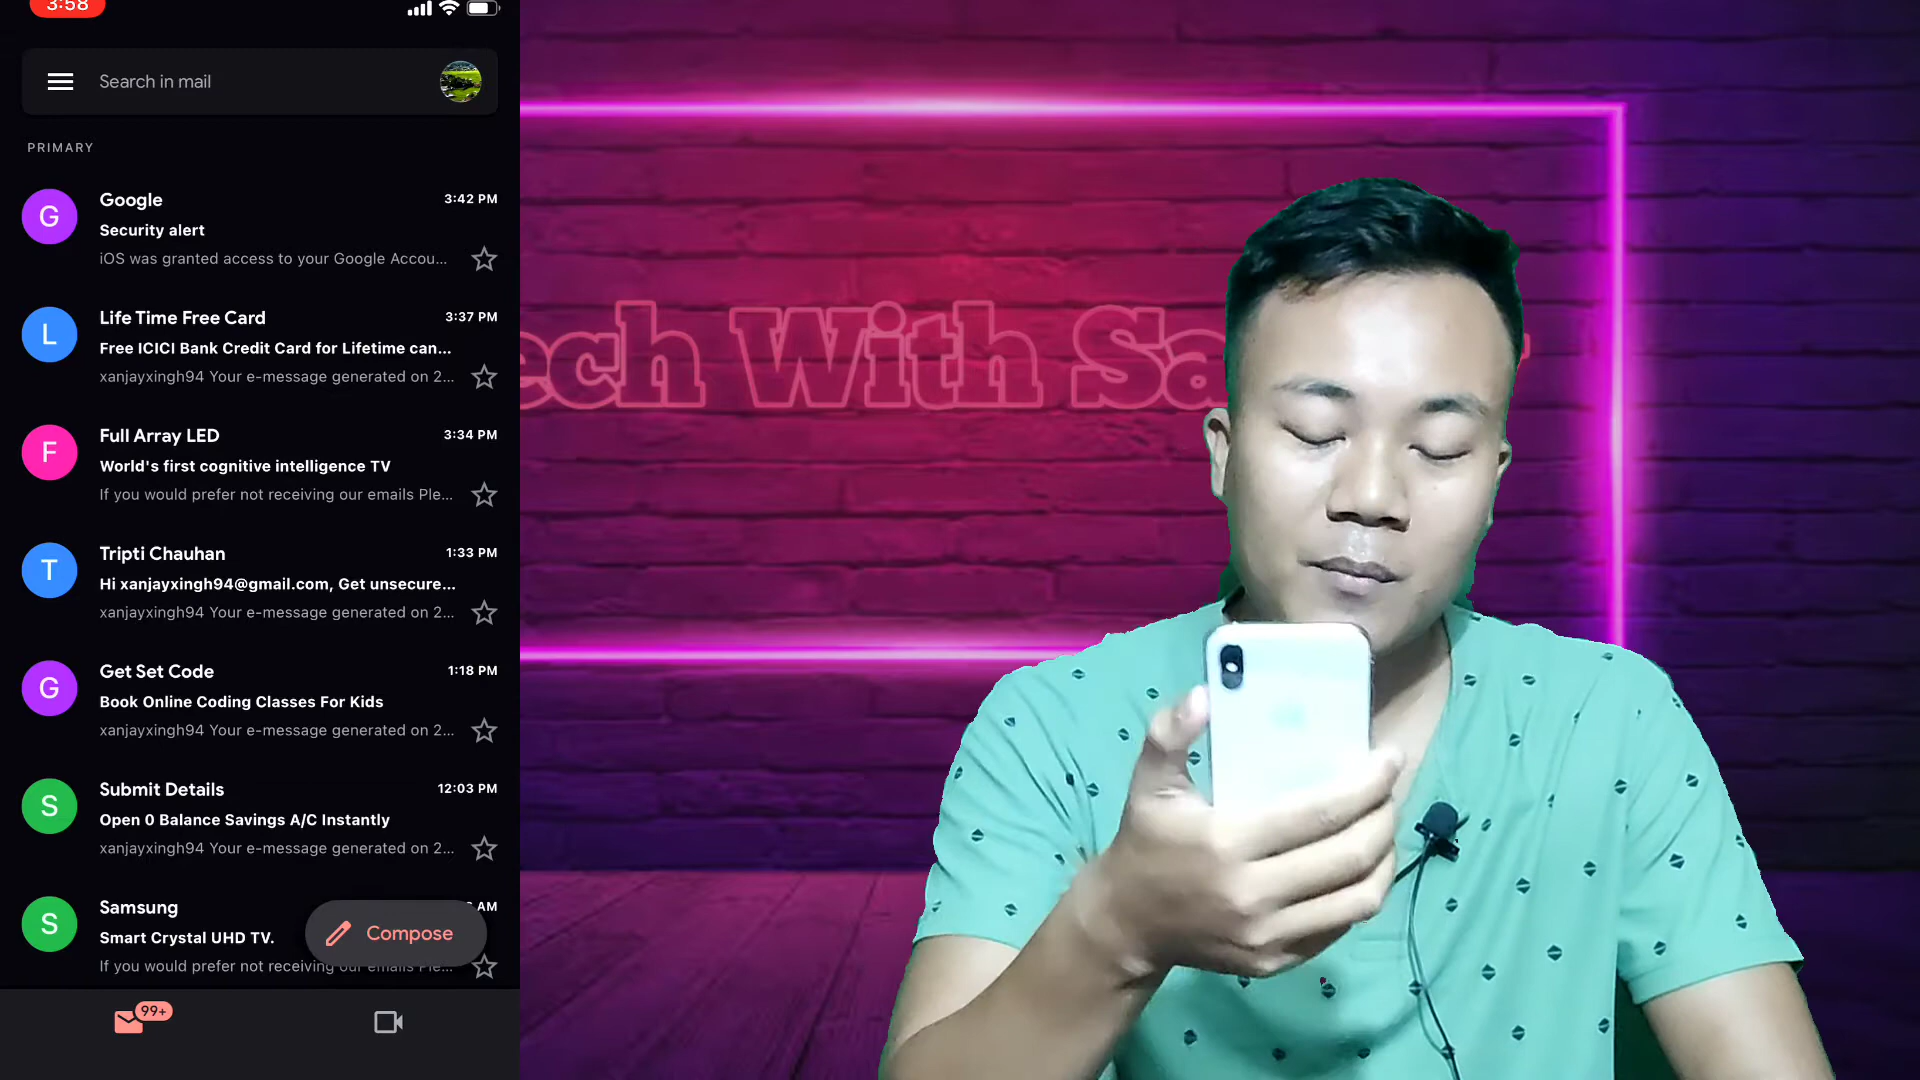 3:58
Search in mail
PRIMARY
G
Google
3:42 PM
Security alert
iOS was granted access to your Google Accou...
L
Life Time Free Card
3:37 PM
Free ICICI Bank Credit Card for Lifetime can...
xanjayxingh94 Your e-message generated on 2...
F
Full Array LED
3:34 PM
World's first cognitive intelligence TV
If you would prefer not receiving our emails Ple...
T
Tripti Chauhan
1:33 PM
Hi xanjayxingh94@gmail.com, Get unsecure...
xanjayxingh94 Your e-message generated on 2...
G
Get Set Code
1:18 PM
Book Online Coding Classes For Kids
xanjayxingh94 Your e-message generated on 2...
S
Submit Details
12:03 PM
Open 0 Balance Savings A/C Instantly
xanjayxingh94 Your e-message generated on 2...
S
Samsung
AM
Smart Crystal UHD TV.
If you would prefer not receiving our emails Ple...
Compose
99+
ech With Sa